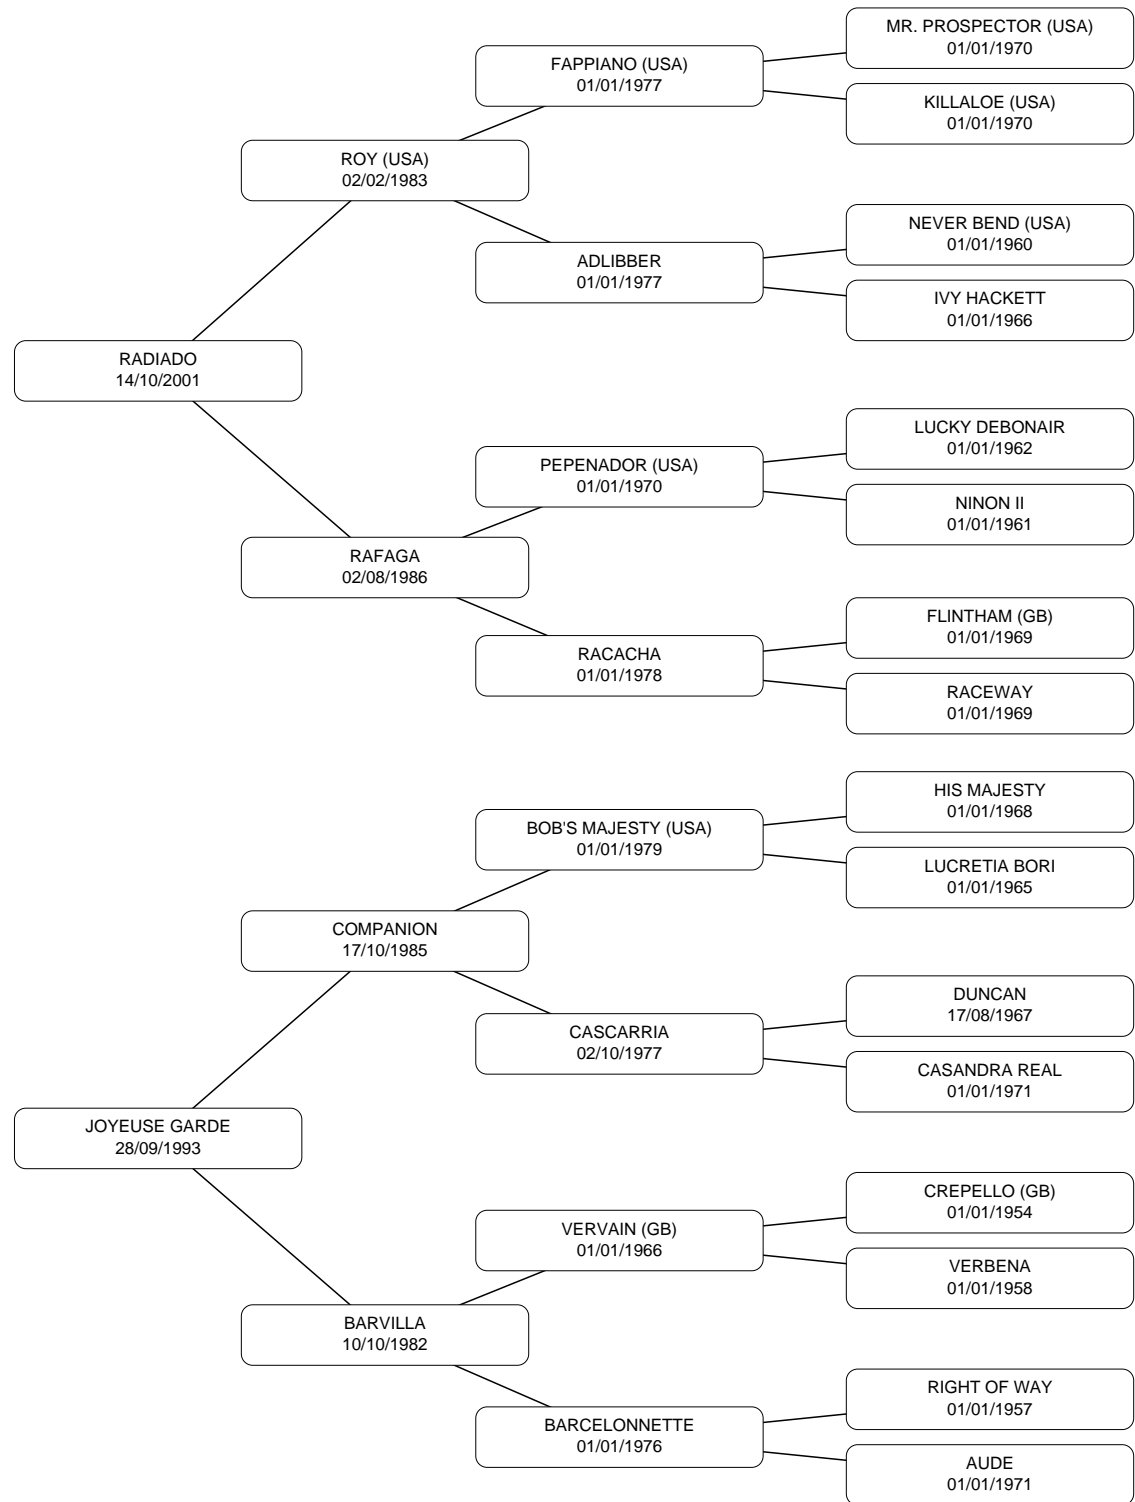 MR. PROSPECTOR (USA)
01/01/1970
FAPPIANO (USA)
01/01/1977
KILLALOE (USA)
01/01/1970
ROY (USA)
02/02/1983
NEVER BEND (USA)
01/01/1960
ADLIBBER
01/01/1977
IVY HACKETT
01/01/1966
RADIADO
14/10/2001
LUCKY DEBONAIR
01/01/1962
PEPENADOR (USA)
01/01/1970
NINON II
01/01/1961
RAFAGA
02/08/1986
FLINTHAM (GB)
01/01/1969
RACACHA
01/01/1978
RACEWAY
01/01/1969
HIS MAJESTY
01/01/1968
BOB'S MAJESTY (USA)
01/01/1979
LUCRETIA BORI
01/01/1965
COMPANION
17/10/1985
DUNCAN
17/08/1967
CASCARRIA
02/10/1977
CASANDRA REAL
01/01/1971
JOYEUSE GARDE
28/09/1993
CREPELLO (GB)
01/01/1954
VERVAIN (GB)
01/01/1966
VERBENA
01/01/1958
BARVILLA
10/10/1982
RIGHT OF WAY
01/01/1957
BARCELONNETTE
01/01/1976
AUDE
01/01/1971